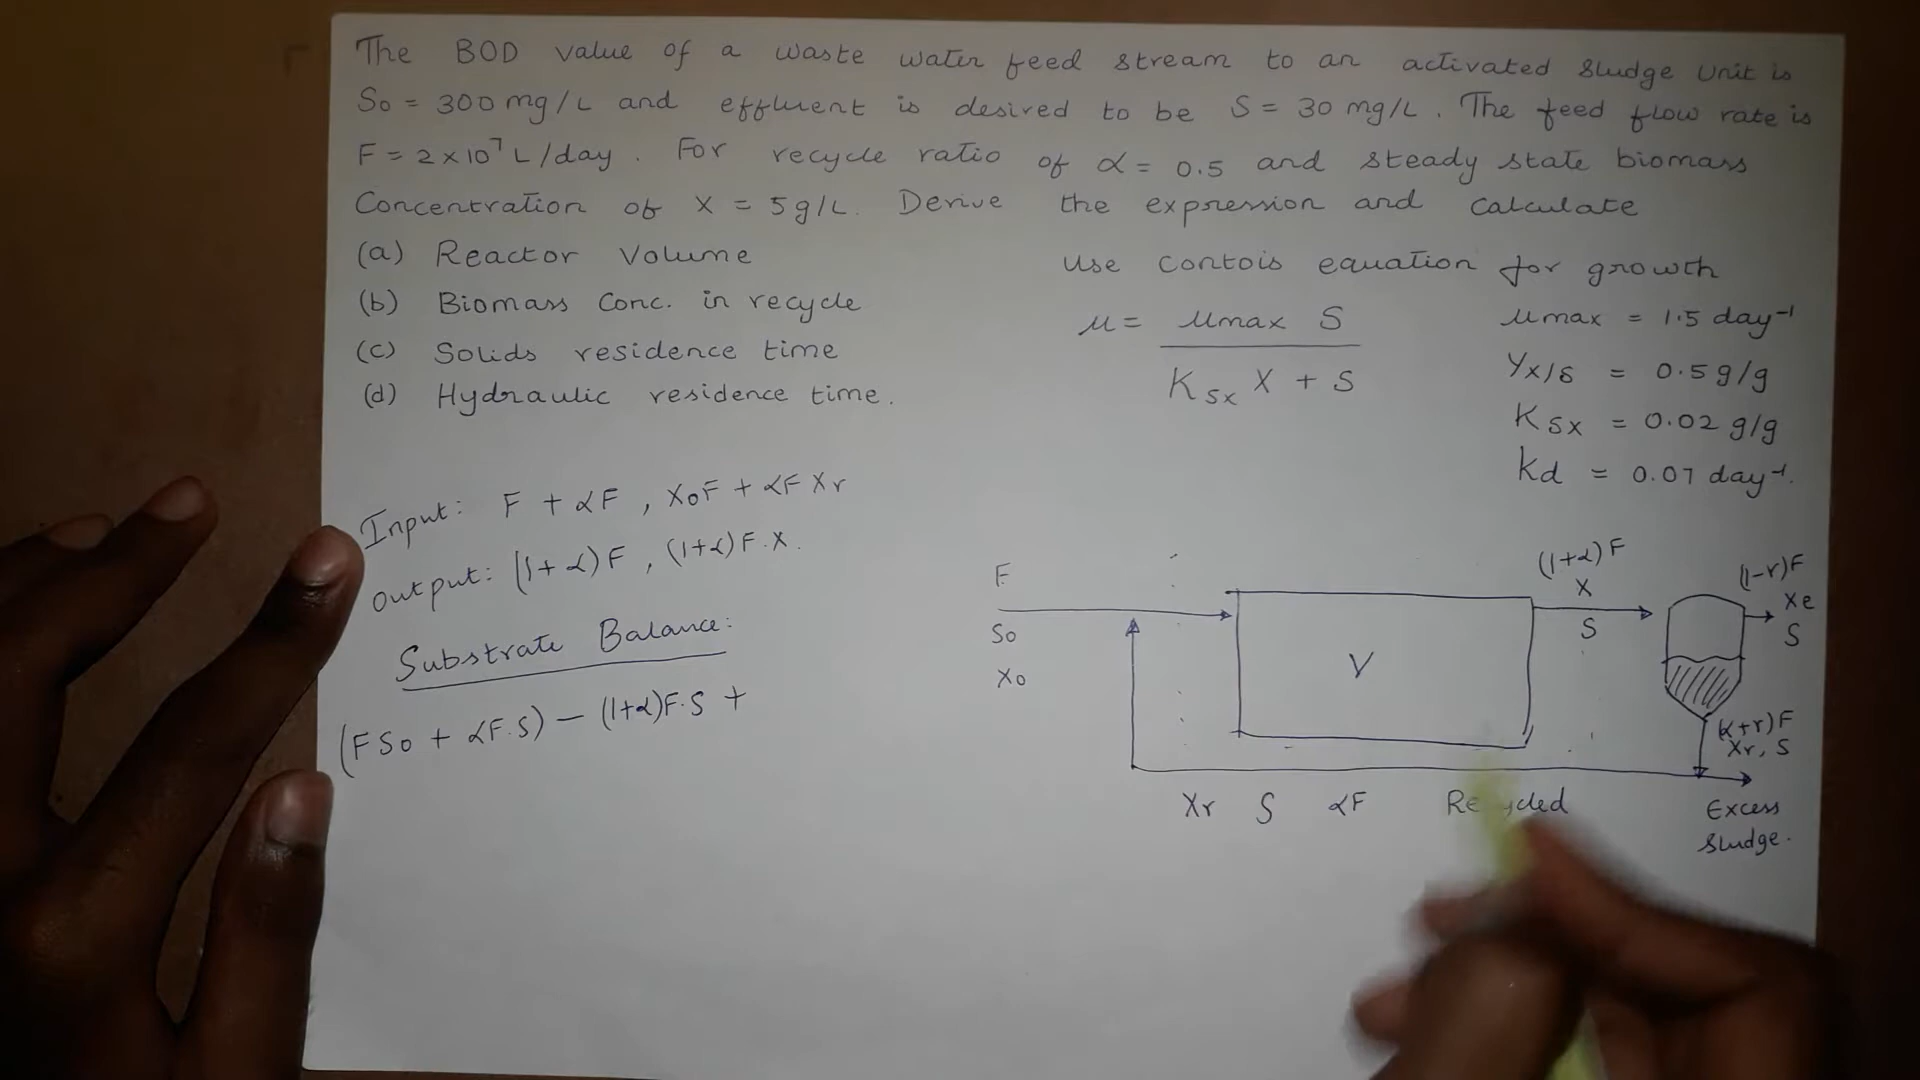 The BOD value of a waste water feed stream to an activated sludge unit is
So = 300 mg/L and effluent is desired to be S = 30 mg/L. The feed flow rate is
F = 2 x 10⁷ L/day. For recycle ratio of α = 0.5 and steady state biomass
Concentration of X = 5 g/L. Derive the expression and calculate
(a) Reactor Volume
(b) Biomass Conc. in recycle
(c) Solids residence time
(d) Hydraulic residence time.
Use contois equation for growth
μ = μmax S
Ksx X + S
μmax = 1.5 day⁻¹
Yx/s = 0.5 g/g
Ksx = 0.02 g/g
kd = 0.07 day⁻¹.
Input: F + αF, XoF + αF Xr
Output: (1+α)F, (1+α)F.X.
Substrate Balance:
(FSo + αF.S) - (1+α)F.S +
F
So
Xo
V
(1+α)F
X
S
(1-r)F
Xe
S
(α+r)F
Xr, S
Xr S αF Recycled
Excess
Sludge.